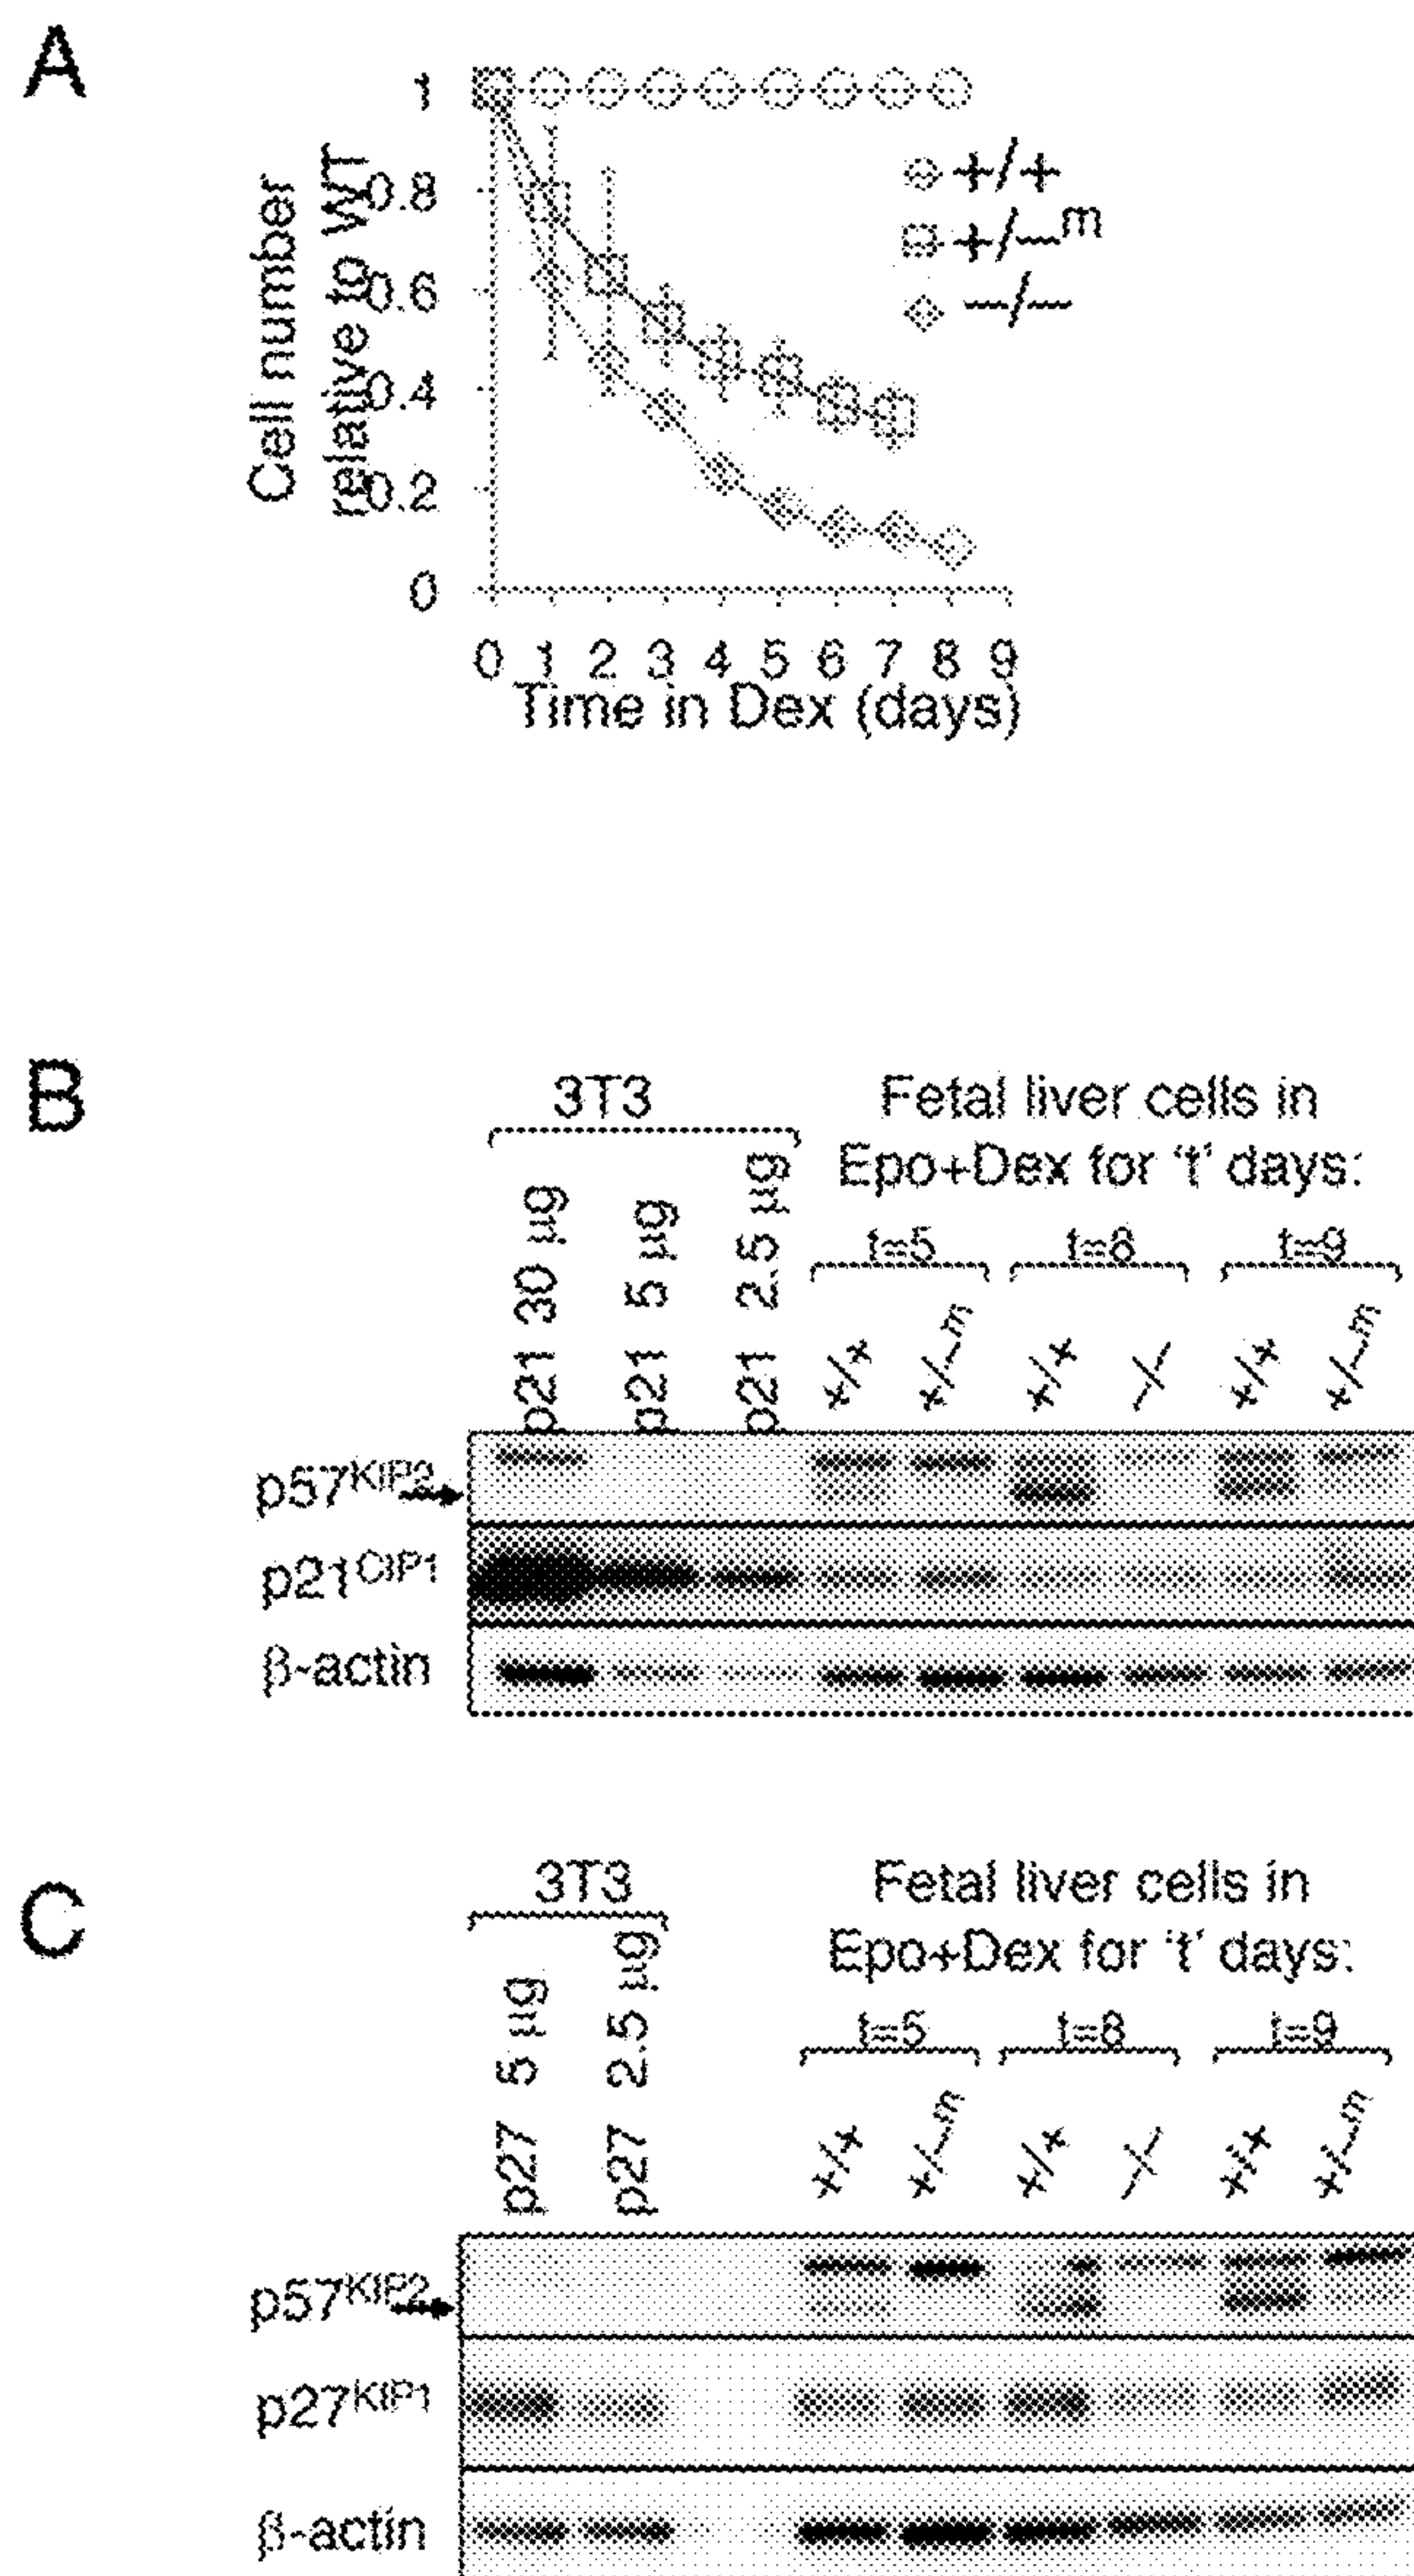 A
1
0.8
0.6
0.4
0.2
0
Cell number
relative to WT
+/+
+/−m
−/−
0 1 2 3 4 5 6 7 8 9
Time in Dex (days)
B
3T3
Fetal liver cells in
Epo+Dex for ‘t’ days:
p21 30 µg
p21 5 µg
p21 2.5 µg
t=5
t=8
t=9
+/+
+/−m
+/+
−/−
+/+
+/−m
p57KIP2
p21CIP1
β-actin
C
3T3
Fetal liver cells in
Epo+Dex for ‘t’ days:
p27 5 µg
p27 2.5 µg
t=5
t=8
t=9
+/+
+/−m
+/+
−/−
+/+
+/−m
p57KIP2
p27KIP1
β-actin